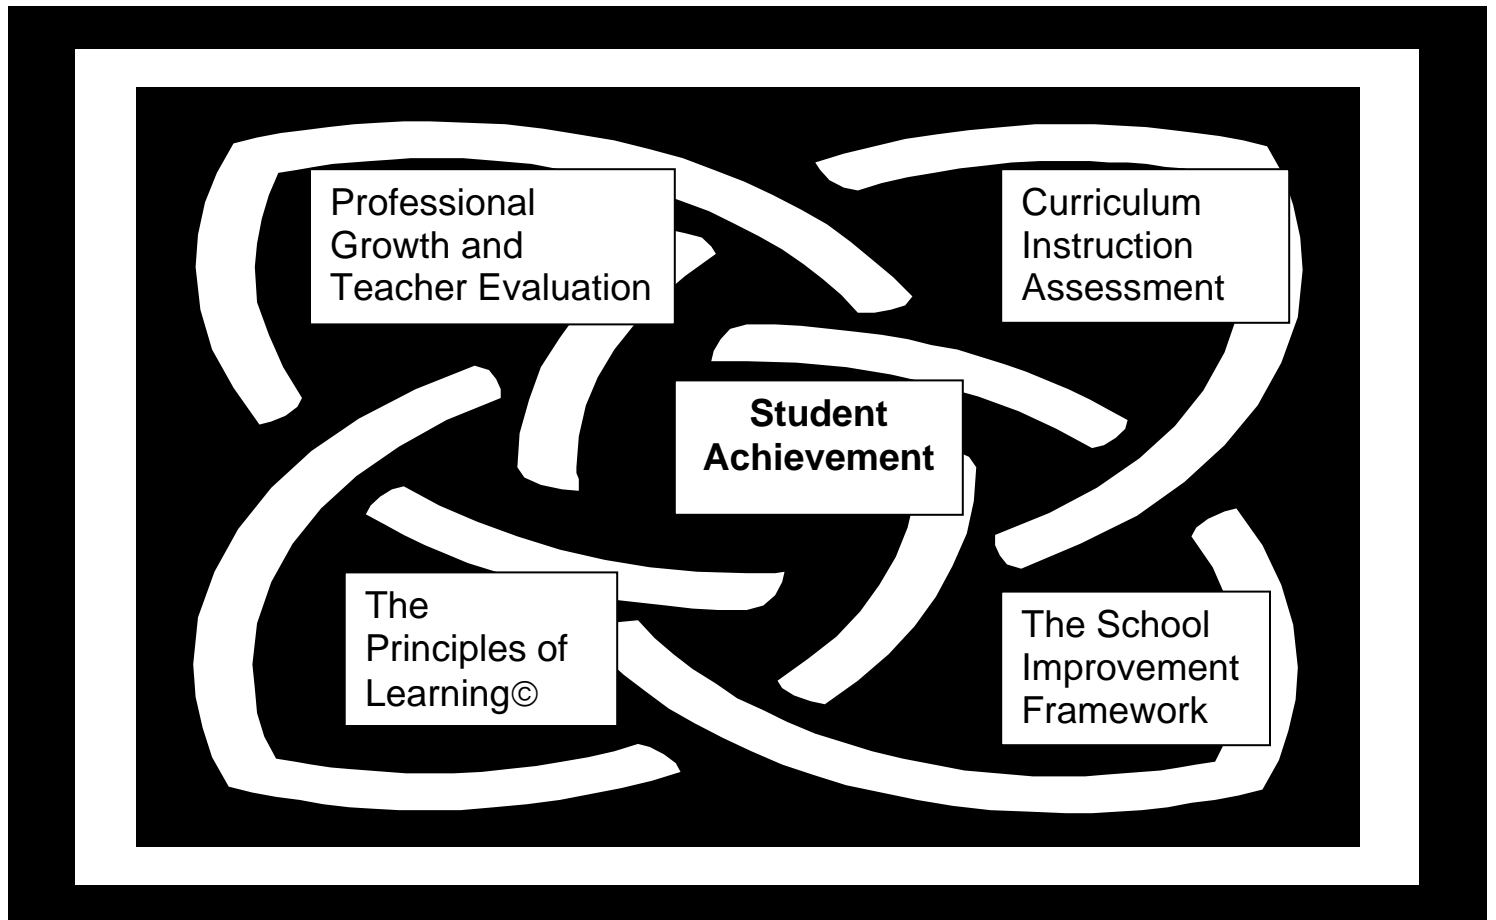 Professional
Growth and
Teacher Evaluation
Curriculum
Instruction
Assessment
Student
Achievement
The
Principles of
Learning©
The School
Improvement
Framework